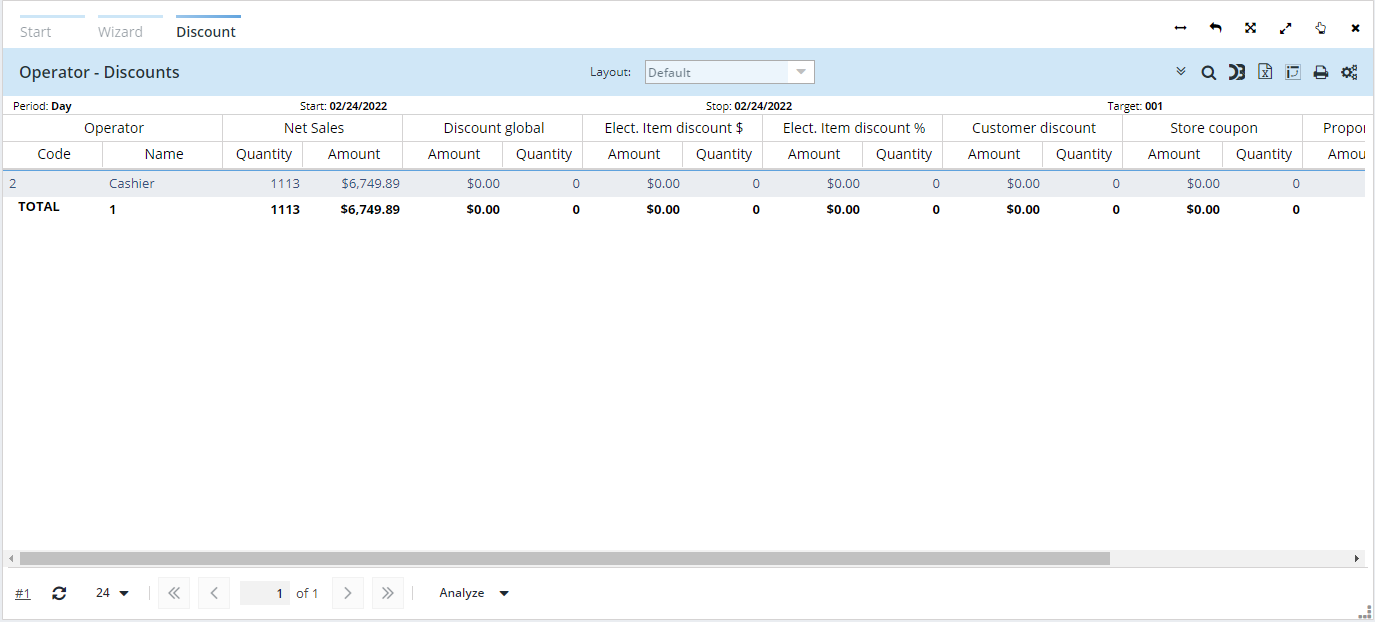 Start Wizard Discount
Operator - Discounts Layout: Default
Period: Day Start: 02/24/2022 Stop: 02/24/2022 Target: 001
Operator Net Sales Discount global Elect. Item discount $ Elect. Item discount % Customer discount Store coupon Propor
Code Name Quantity Amount Amount Quantity Amount Quantity Amount Quantity Amount Quantity Amount Quantity Amou
2 Cashier 1113 $6,749.89 $0.00 0 $0.00 0 $0.00 0 $0.00 0 $0.00 0
TOTAL 1 1113 $6,749.89 $0.00 0 $0.00 0 $0.00 0 $0.00 0 $0.00 0
#1 24 1 of 1 Analyze